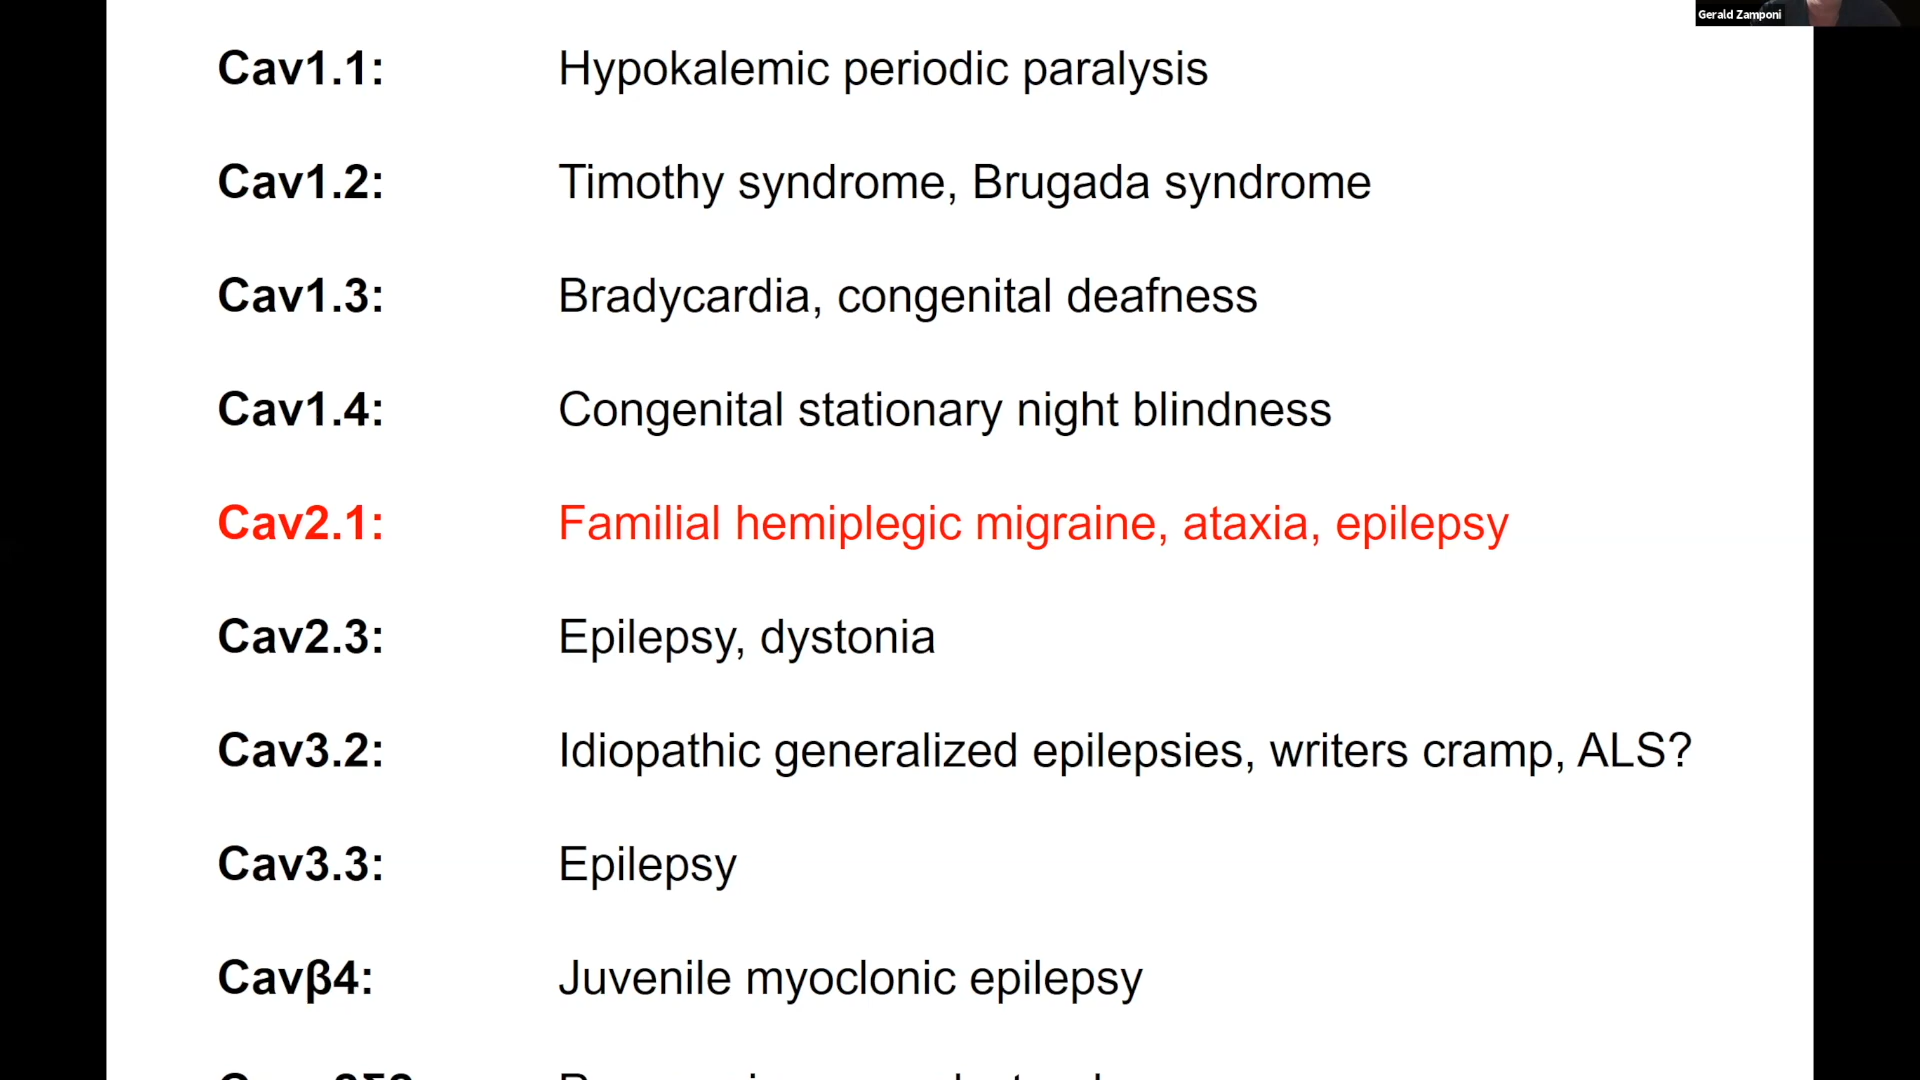 Gerald Zamponi
Cav1.1: Hypokalemic periodic paralysis
Cav1.2: Timothy syndrome, Brugada syndrome
Cav1.3: Bradycardia, congenital deafness
Cav1.4: Congenital stationary night blindness
Cav2.1: Familial hemiplegic migraine, ataxia, epilepsy
Cav2.3: Epilepsy, dystonia
Cav3.2: Idiopathic generalized epilepsies, writers cramp, ALS?
Cav3.3: Epilepsy
Cavβ4: Juvenile myoclonic epilepsy